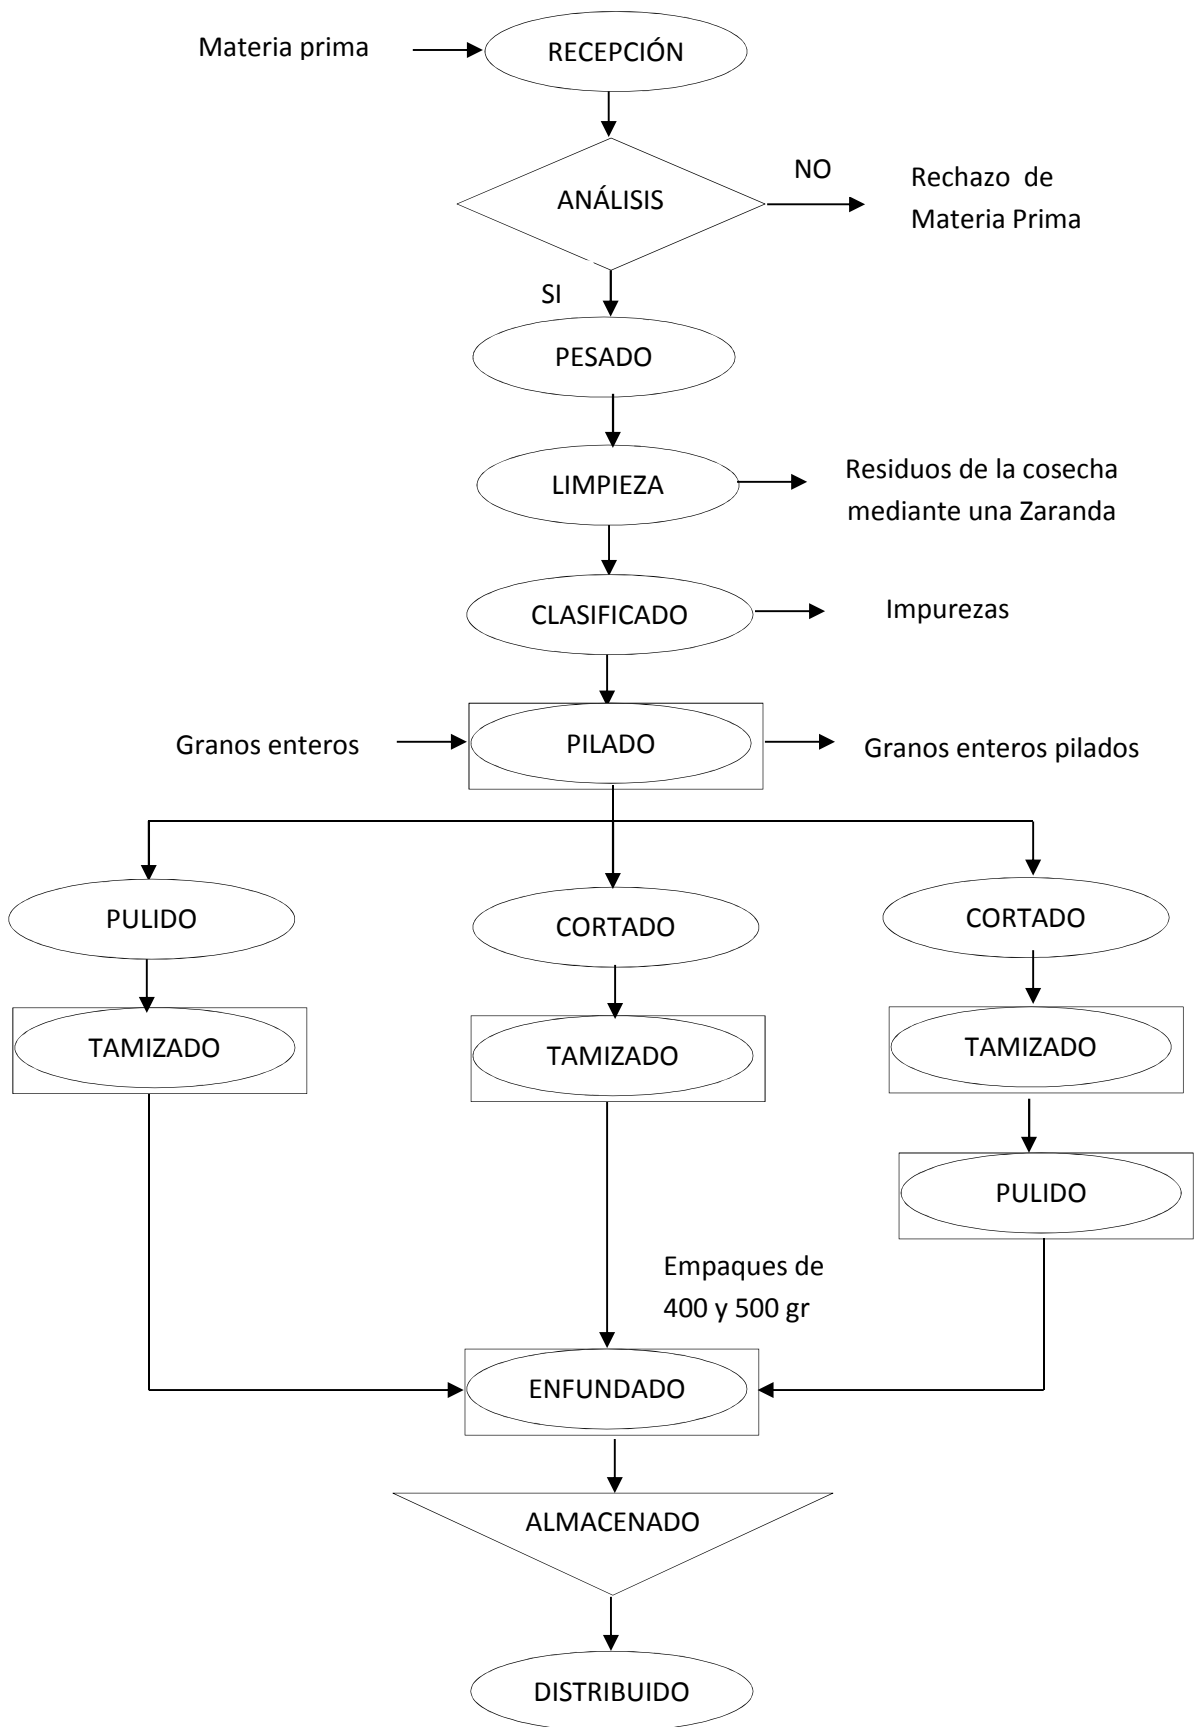 Materia prima
RECEPCIÓN
ANÁLISIS
NO
Rechazo de
Materia Prima
SI
PESADO
LIMPIEZA
Residuos de la cosecha
mediante una Zaranda
CLASIFICADO
Impurezas
Granos enteros
PILADO
Granos enteros pilados
PULIDO
CORTADO
CORTADO
TAMIZADO
TAMIZADO
TAMIZADO
PULIDO
Empaques de
400 y 500 gr
ENFUNDADO
ALMACENADO
DISTRIBUIDO